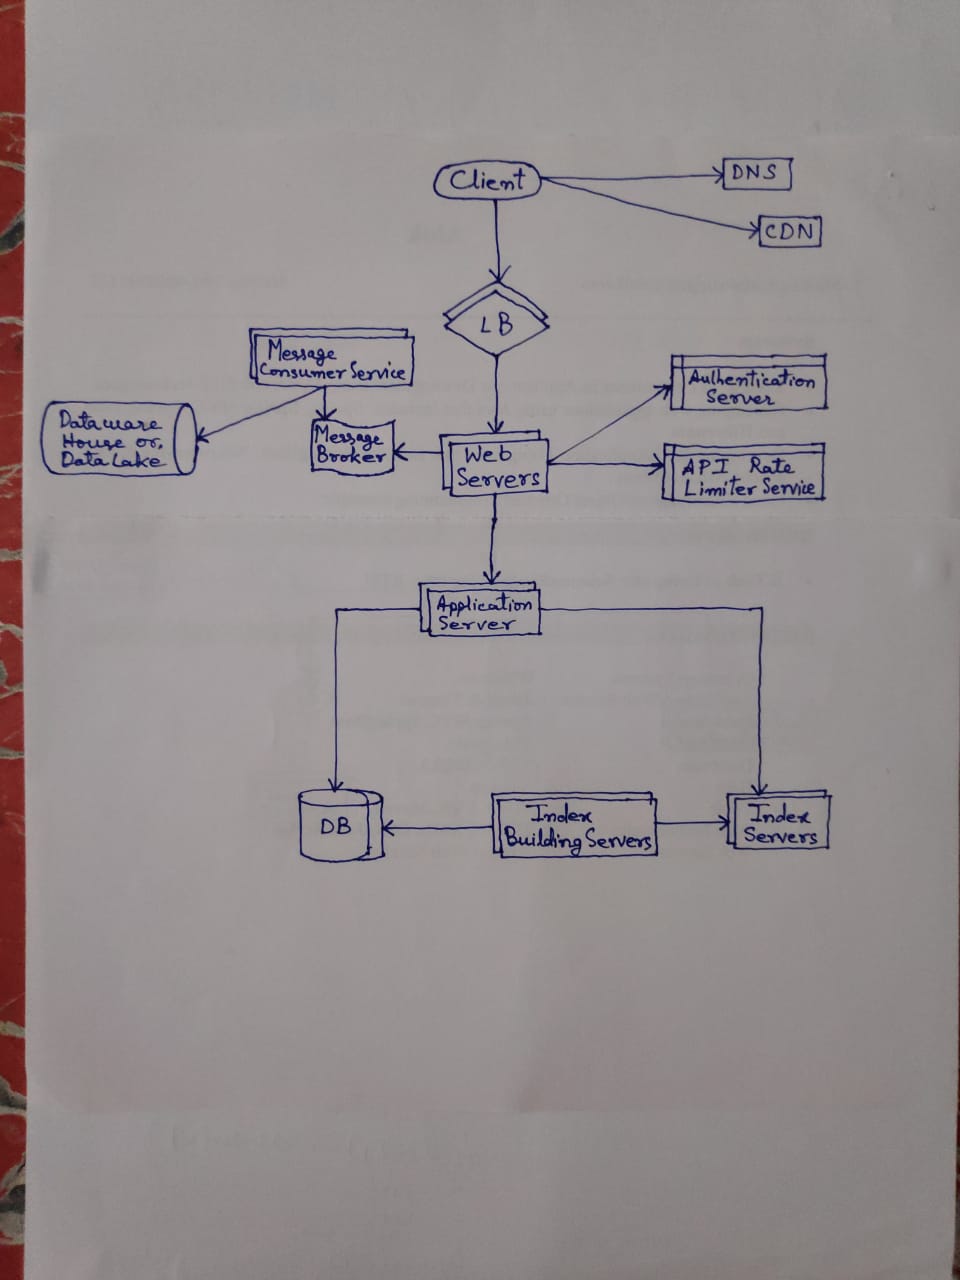 Client
DNS
CDN
LB
Message
Consumer Service
Authentication
Server
Dataware
House or,
Data Lake
Message
Broker
Web
Servers
API Rate
Limiter Service
Application
Server
DB
Index
Building Servers
Index
Servers